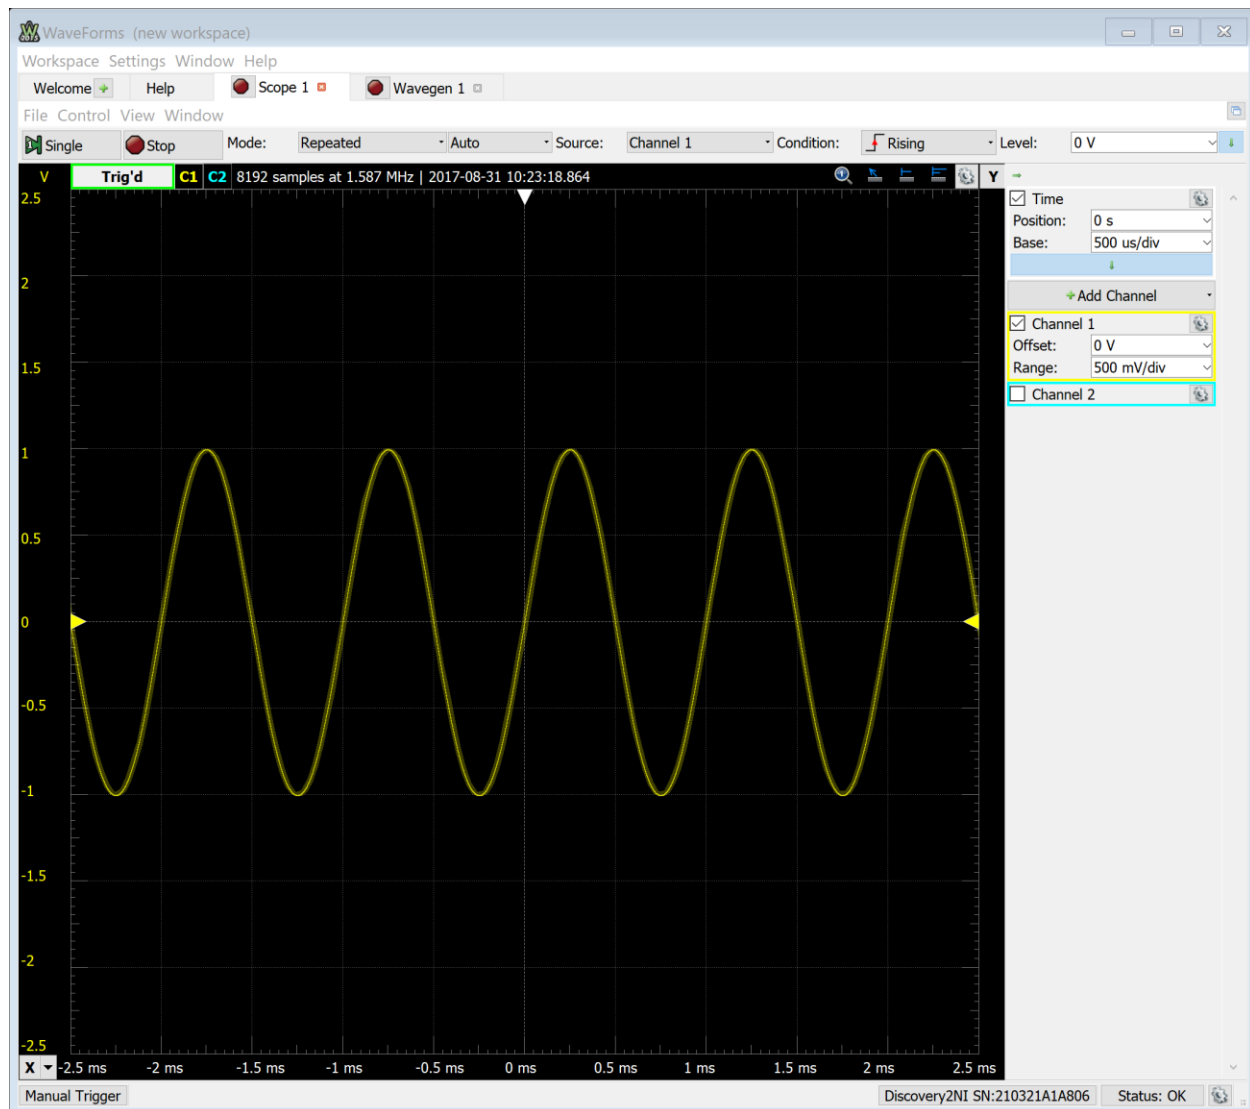 WaveForms (new workspace)
Workspace Settings Window Help
Welcome Help Scope 1 Wavegen 1
File Control View Window
Single Stop Mode: Repeated Auto Source: Channel 1 Condition: Rising Level: 0 V
V Trig'd C1 C2 8192 samples at 1.587 MHz | 2017-08-31 10:23:18.864 Y
2.5
2
1.5
1
0.5
0
-0.5
-1
-1.5
-2
-2.5
X -2.5 ms -2 ms -1.5 ms -1 ms -0.5 ms 0 ms 0.5 ms 1 ms 1.5 ms 2 ms 2.5 ms
Time
Position: 0 s
Base: 500 us/div
Add Channel
Channel 1
Offset: 0 V
Range: 500 mV/div
Channel 2
Manual Trigger Discovery2NI SN:210321A1A806 Status: OK